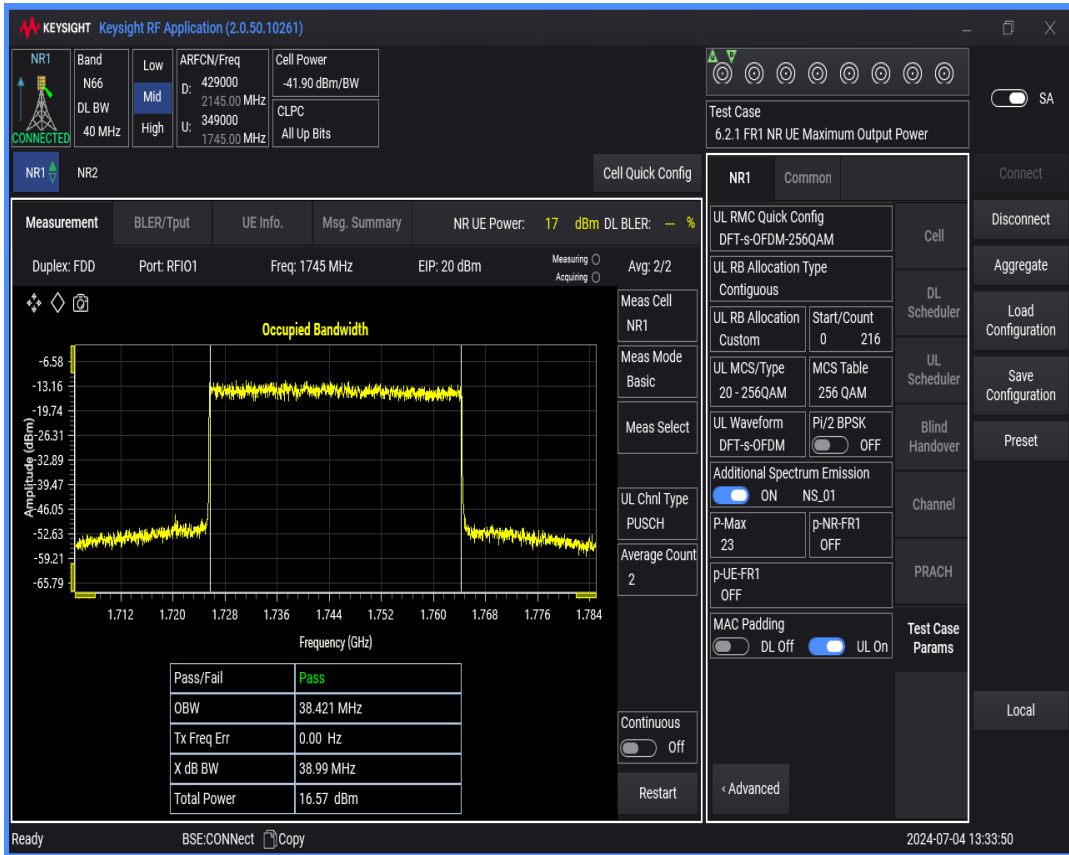 KEYSIGHT Keysight RF Application (2.0.50.10261)
NR1
CONNECTED
Band
N66
DL BW
40 MHz
Low
Mid
High
ARFCN/Freq
D: 429000
2145.00 MHz
U: 349000
1745.00 MHz
Cell Power
-41.90 dBm/BW
CLPC
All Up Bits
Test Case
6.2.1 FR1 NR UE Maximum Output Power
SA
NR1 NR2
Cell Quick Config
Measurement BLER/Tput UE Info. Msg. Summary NR UE Power: 17 dBm DL BLER: --- %
Duplex: FDD Port: RFIO1 Freq: 1745 MHz EIP: 20 dBm Measuring Avg: 2/2
Acquiring
Occupied Bandwidth
Amplitude (dBm)
-6.58
-13.16
-19.74
-26.31
-32.89
-39.47
-46.05
-52.63
-59.21
-65.79
1.712 1.720 1.728 1.736 1.744 1.752 1.760 1.768 1.776 1.784
Frequency (GHz)
Pass/Fail Pass
OBW 38.421 MHz
Tx Freq Err 0.00 Hz
X dB BW 38.99 MHz
Total Power 16.57 dBm
Meas Cell
NR1
Meas Mode
Basic
Meas Select
UL Chnl Type
PUSCH
Average Count
2
Continuous
Off
Restart
NR1 Common
UL RMC Quick Config
DFT-s-OFDM-256QAM
UL RB Allocation Type
Contiguous
UL RB Allocation
Custom
Start/Count
0 216
UL MCS/Type
20 - 256QAM
MCS Table
256 QAM
UL Waveform
DFT-s-OFDM
Pi/2 BPSK
OFF
Additional Spectrum Emission
ON NS_01
P-Max
23
p-NR-FR1
OFF
p-UE-FR1
OFF
MAC Padding
DL Off UL On
‹ Advanced
Cell
DL
Scheduler
UL
Scheduler
Blind
Handover
Channel
PRACH
Test Case
Params
Connect
Disconnect
Aggregate
Load
Configuration
Save
Configuration
Preset
Local
Ready BSE:CONNect Copy 2024-07-04 13:33:50